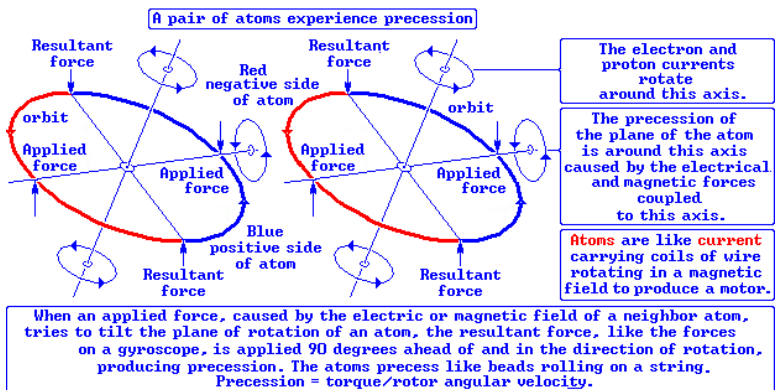 A pair of atoms experience precession
Resultant
force
Red
negative side
of atom
Resultant
force
orbit
orbit
Applied
force
Applied
force
Applied
force
Applied
force
Blue
positive side
of atom
Resultant
force
Resultant
force
The electron and
proton currents
rotate
around this axis.
The precession of
the plane of the atom
is around this axis
caused by the electrical
and magnetic forces
coupled
to this axis.
Atoms are like current
carrying coils of wire
rotating in a magnetic
field to produce a motor.
When an applied force, caused by the electric or magnetic field of a neighbor atom,
tries to tilt the plane of rotation of an atom, the resultant force, like the forces
on a gyroscope, is applied 90 degrees ahead of and in the direction of rotation,
producing precession. The atoms precess like beads rolling on a string.
Precession = torque/rotor angular velocity.